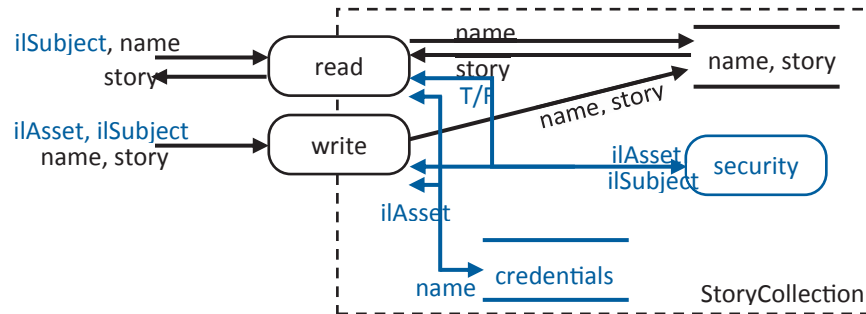 ilSubject, name
story
read
name
story
T/F
name, story
ilAsset, ilSubject
name, story
write
name, story
ilAsset
ilSubject
security
ilAsset
name
credentials
StoryCollection